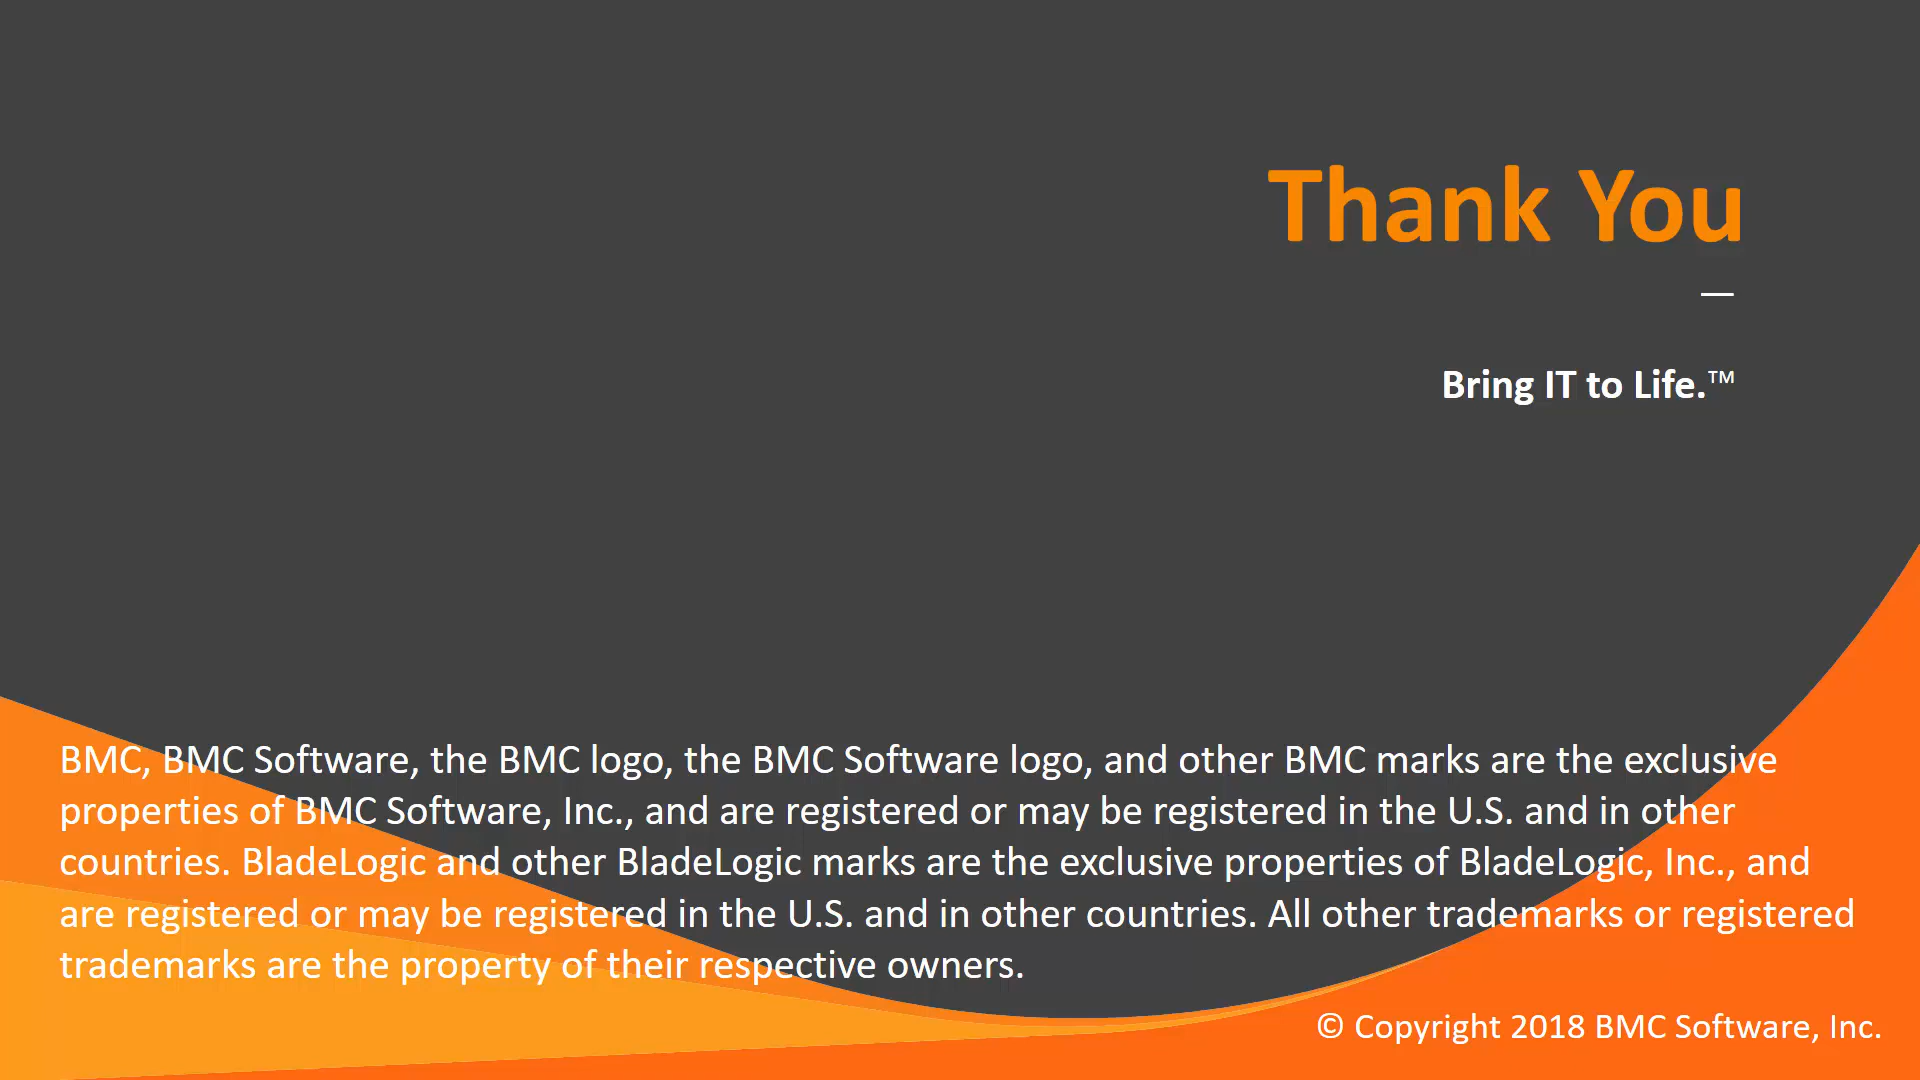 Thank You
—
Bring IT to Life.™
BMC, BMC Software, the BMC logo, the BMC Software logo, and other BMC marks are the exclusive
properties of BMC Software, Inc., and are registered or may be registered in the U.S. and in other
countries. BladeLogic and other BladeLogic marks are the exclusive properties of BladeLogic, Inc., and
are registered or may be registered in the U.S. and in other countries. All other trademarks or registered
trademarks are the property of their respective owners.
© Copyright 2018 BMC Software, Inc.